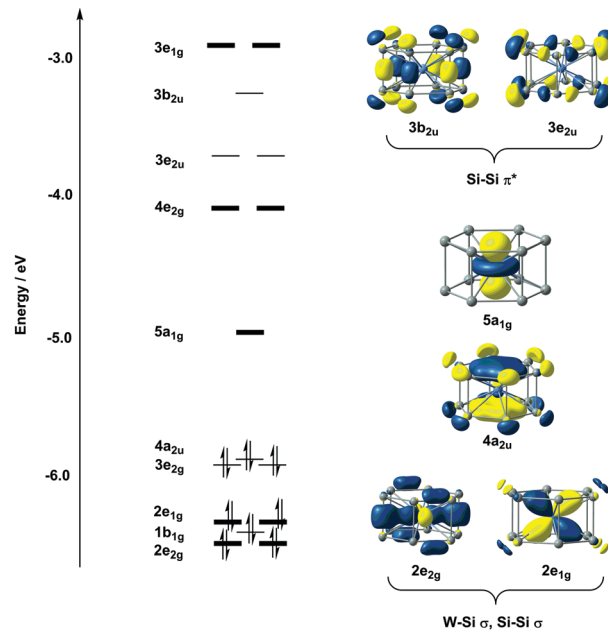 -3.0
-4.0
-5.0
-6.0
Energy / eV
3e1g
3b2u
3e2u
4e2g
5a1g
4a2u
3e2g
2e1g
1b1g
2e2g
3b2u 3e2u
Si-Si π*
5a1g
4a2u
2e2g 2e1g
W-Si σ, Si-Si σ